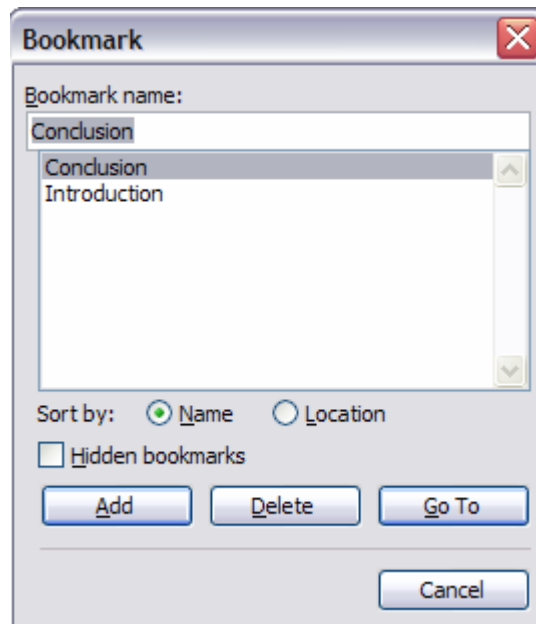 Bookmark
Bookmark name:
Conclusion
Conclusion
Introduction
Sort by: Name Location
Hidden bookmarks
Add Delete Go To
Cancel